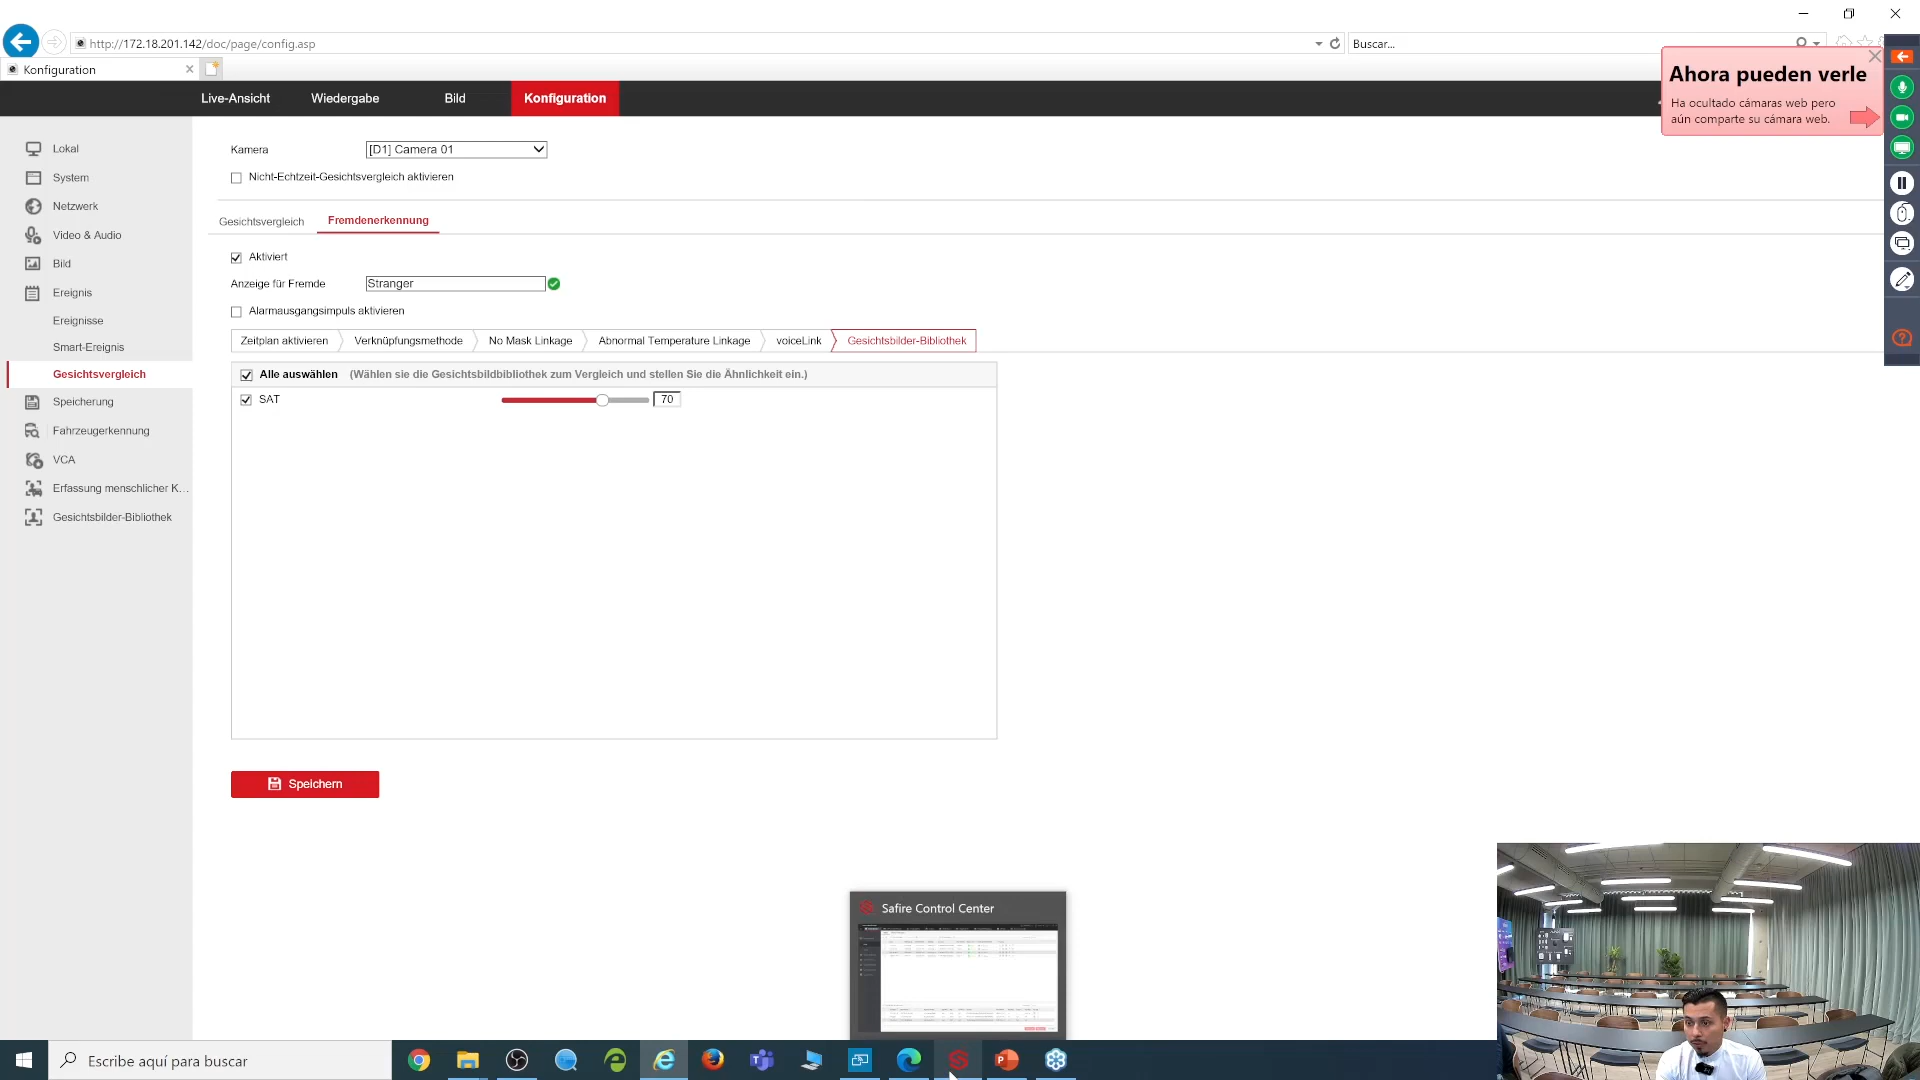 http://172.18.201.142/doc/page/config.asp
Buscar...
Konfiguration
Live-Ansicht
Wiedergabe
Bild
Konfiguration
Ahora pueden verle
Ha ocultado cámaras web pero
aún comparte su cámara web.
Lokal
System
Netzwerk
Video & Audio
Bild
Ereignis
Ereignisse
Smart-Ereignis
Gesichtsvergleich
Speicherung
Fahrzeugerkennung
VCA
Erfassung menschlicher K...
Gesichtsbilder-Bibliothek
Kamera
[D1] Camera 01
Nicht-Echtzeit-Gesichtsvergleich aktivieren
Gesichtsvergleich
Fremdenerkennung
Aktiviert
Anzeige für Fremde
Stranger
Alarmausgangsimpuls aktivieren
Zeitplan aktivieren
Verknüpfungsmethode
No Mask Linkage
Abnormal Temperature Linkage
voiceLink
Gesichtsbilder-Bibliothek
Alle auswählen (Wählen sie die Gesichtsbildbibliothek zum Vergleich und stellen Sie die Ähnlichkeit ein.)
SAT
70
Speichern
Safire Control Center
Escribe aquí para buscar